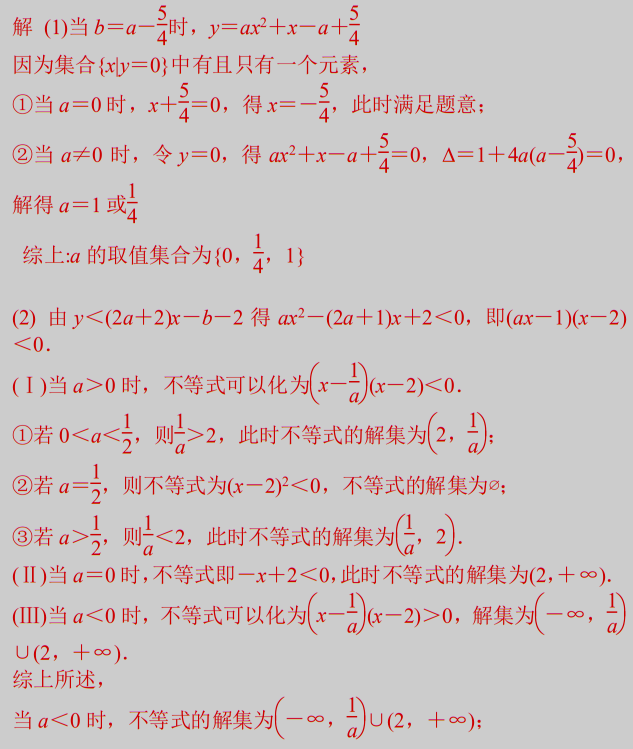 解 (1)当 b=a−5/4时，y=ax²+x−a+5/4
因为集合{x|y=0}中有且只有一个元素，
①当 a=0 时，x+5/4=0，得 x=−5/4，此时满足题意；
②当 a≠0 时，令 y=0，得 ax²+x−a+5/4=0，Δ=1+4a(a−5/4)=0，
解得 a=1 或1/4
综上:a 的取值集合为{0，1/4，1}
(2) 由 y＜(2a+2)x−b−2 得 ax²−(2a+1)x+2＜0，即(ax−1)(x−2)
＜0．
(Ⅰ)当 a＞0 时，不等式可以化为(x−1/a)(x−2)＜0．
①若 0＜a＜1/2，则1/a＞2，此时不等式的解集为(2，1/a)；
②若 a=1/2，则不等式为(x−2)²＜0，不等式的解集为∅；
③若 a＞1/2，则1/a＜2，此时不等式的解集为(1/a，2)．
(Ⅱ)当 a=0 时，不等式即−x+2＜0，此时不等式的解集为(2，+∞)．
(Ⅲ)当 a＜0 时，不等式可以化为(x−1/a)(x−2)＞0，解集为(−∞，1/a)
∪(2，+∞)．
综上所述，
当 a＜0 时，不等式的解集为(−∞，1/a)∪(2，+∞)；